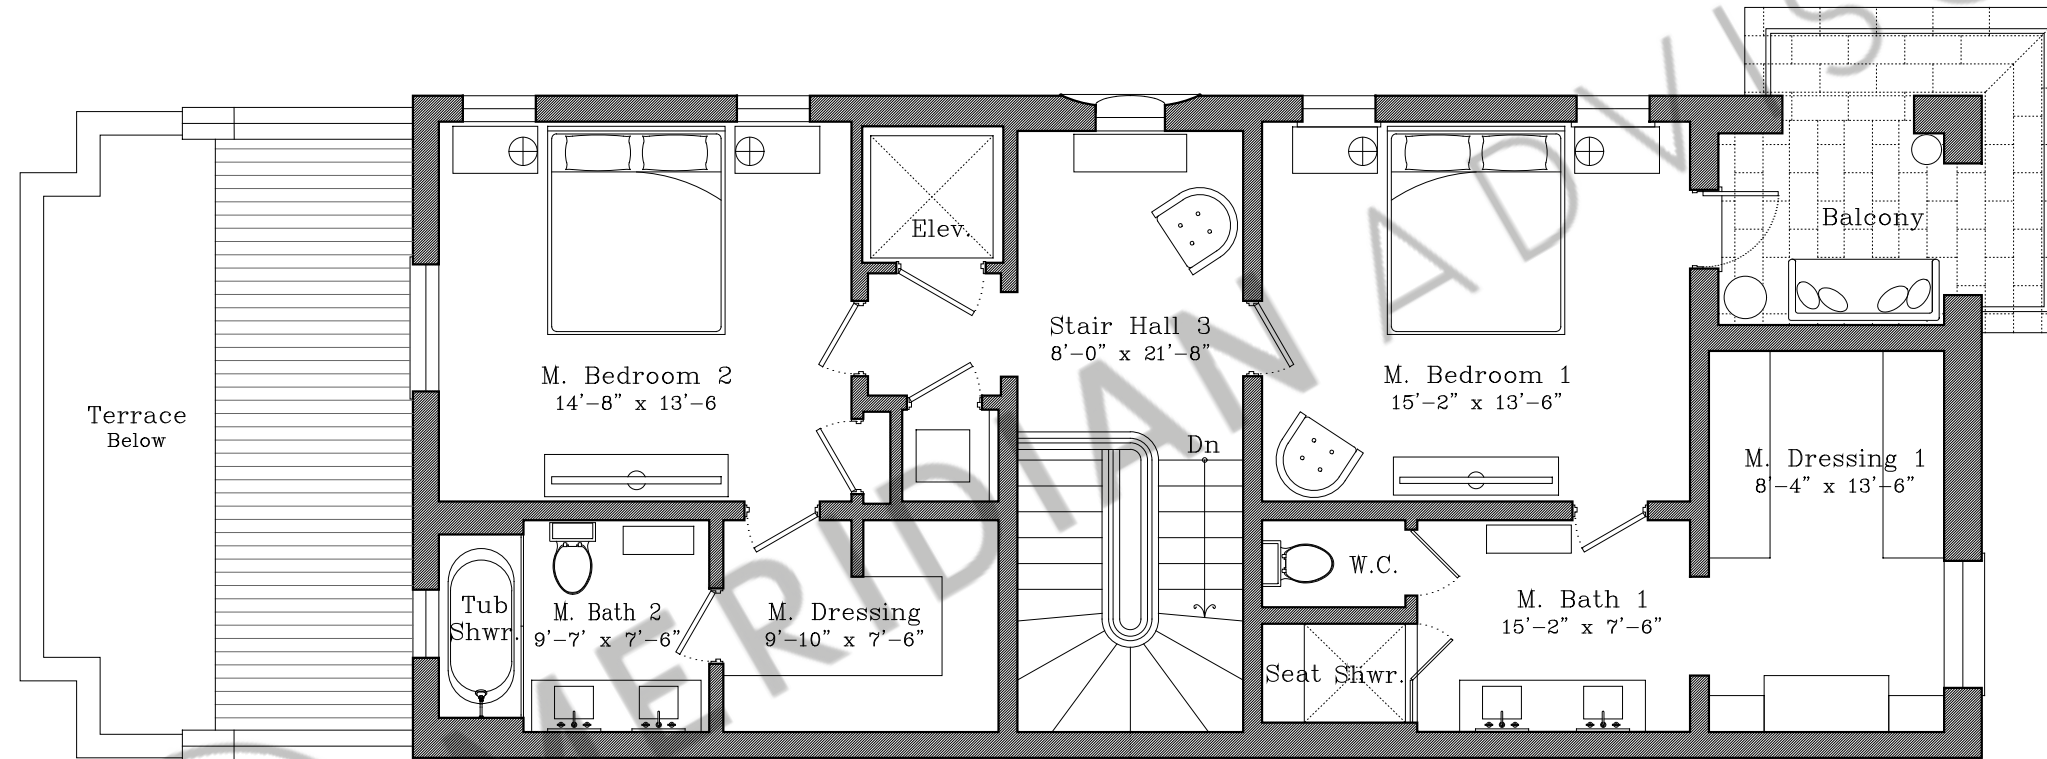 Terrace
Below
M. Bedroom 2
14'-8" x 13'-6
Elev.
Stair Hall 3
8'-0" x 21'-8"
Dn
M. Bedroom 1
15'-2" x 13'-6"
Balcony
M. Dressing 1
8'-4" x 13'-6"
Tub
Shwr.
M. Bath 2
9'-7' x 7'-6"
M. Dressing
9'-10" x 7'-6"
W.C.
Seat Shwr.
M. Bath 1
15'-2" x 7'-6"
MERIDIAN ADVISO